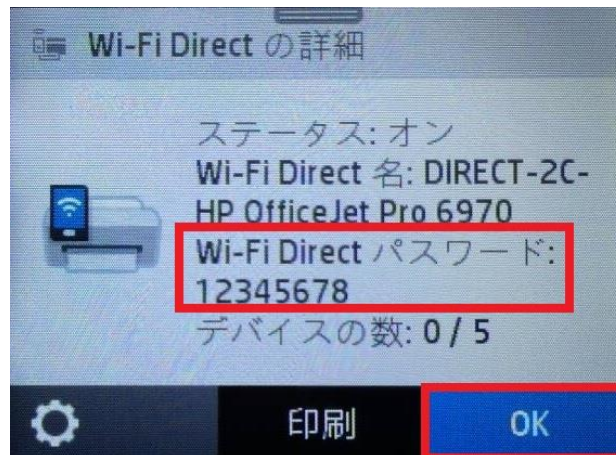 Wi-Fi Direct の詳細
ステータス: オン
Wi-Fi Direct 名: DIRECT-2C-
HP OfficeJet Pro 6970
Wi-Fi Direct パスワード:
12345678
デバイスの数: 0 / 5
印刷
OK